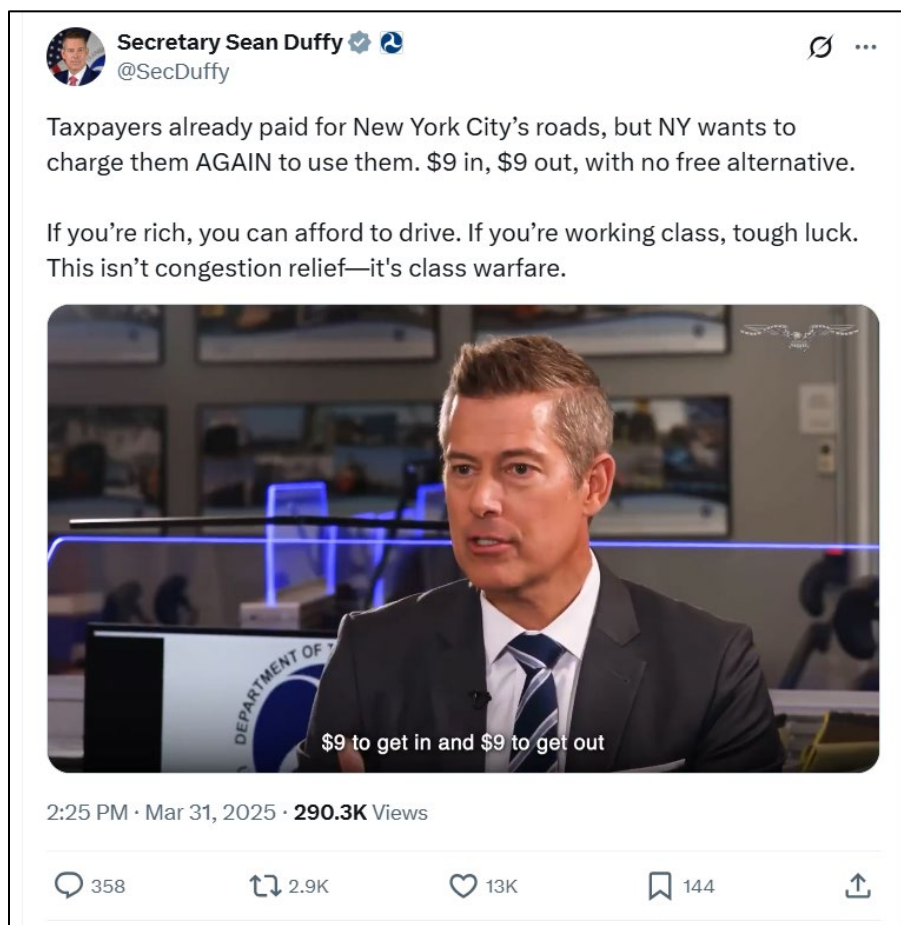 Secretary Sean Duffy
@SecDuffy
Taxpayers already paid for New York City’s roads, but NY wants to
charge them AGAIN to use them. $9 in, $9 out, with no free alternative.
If you’re rich, you can afford to drive. If you’re working class, tough luck.
This isn’t congestion relief—it's class warfare.
DEPARTMENT OF
$9 to get in and $9 to get out
2:25 PM · Mar 31, 2025 · 290.3K Views
358
2.9K
13K
144